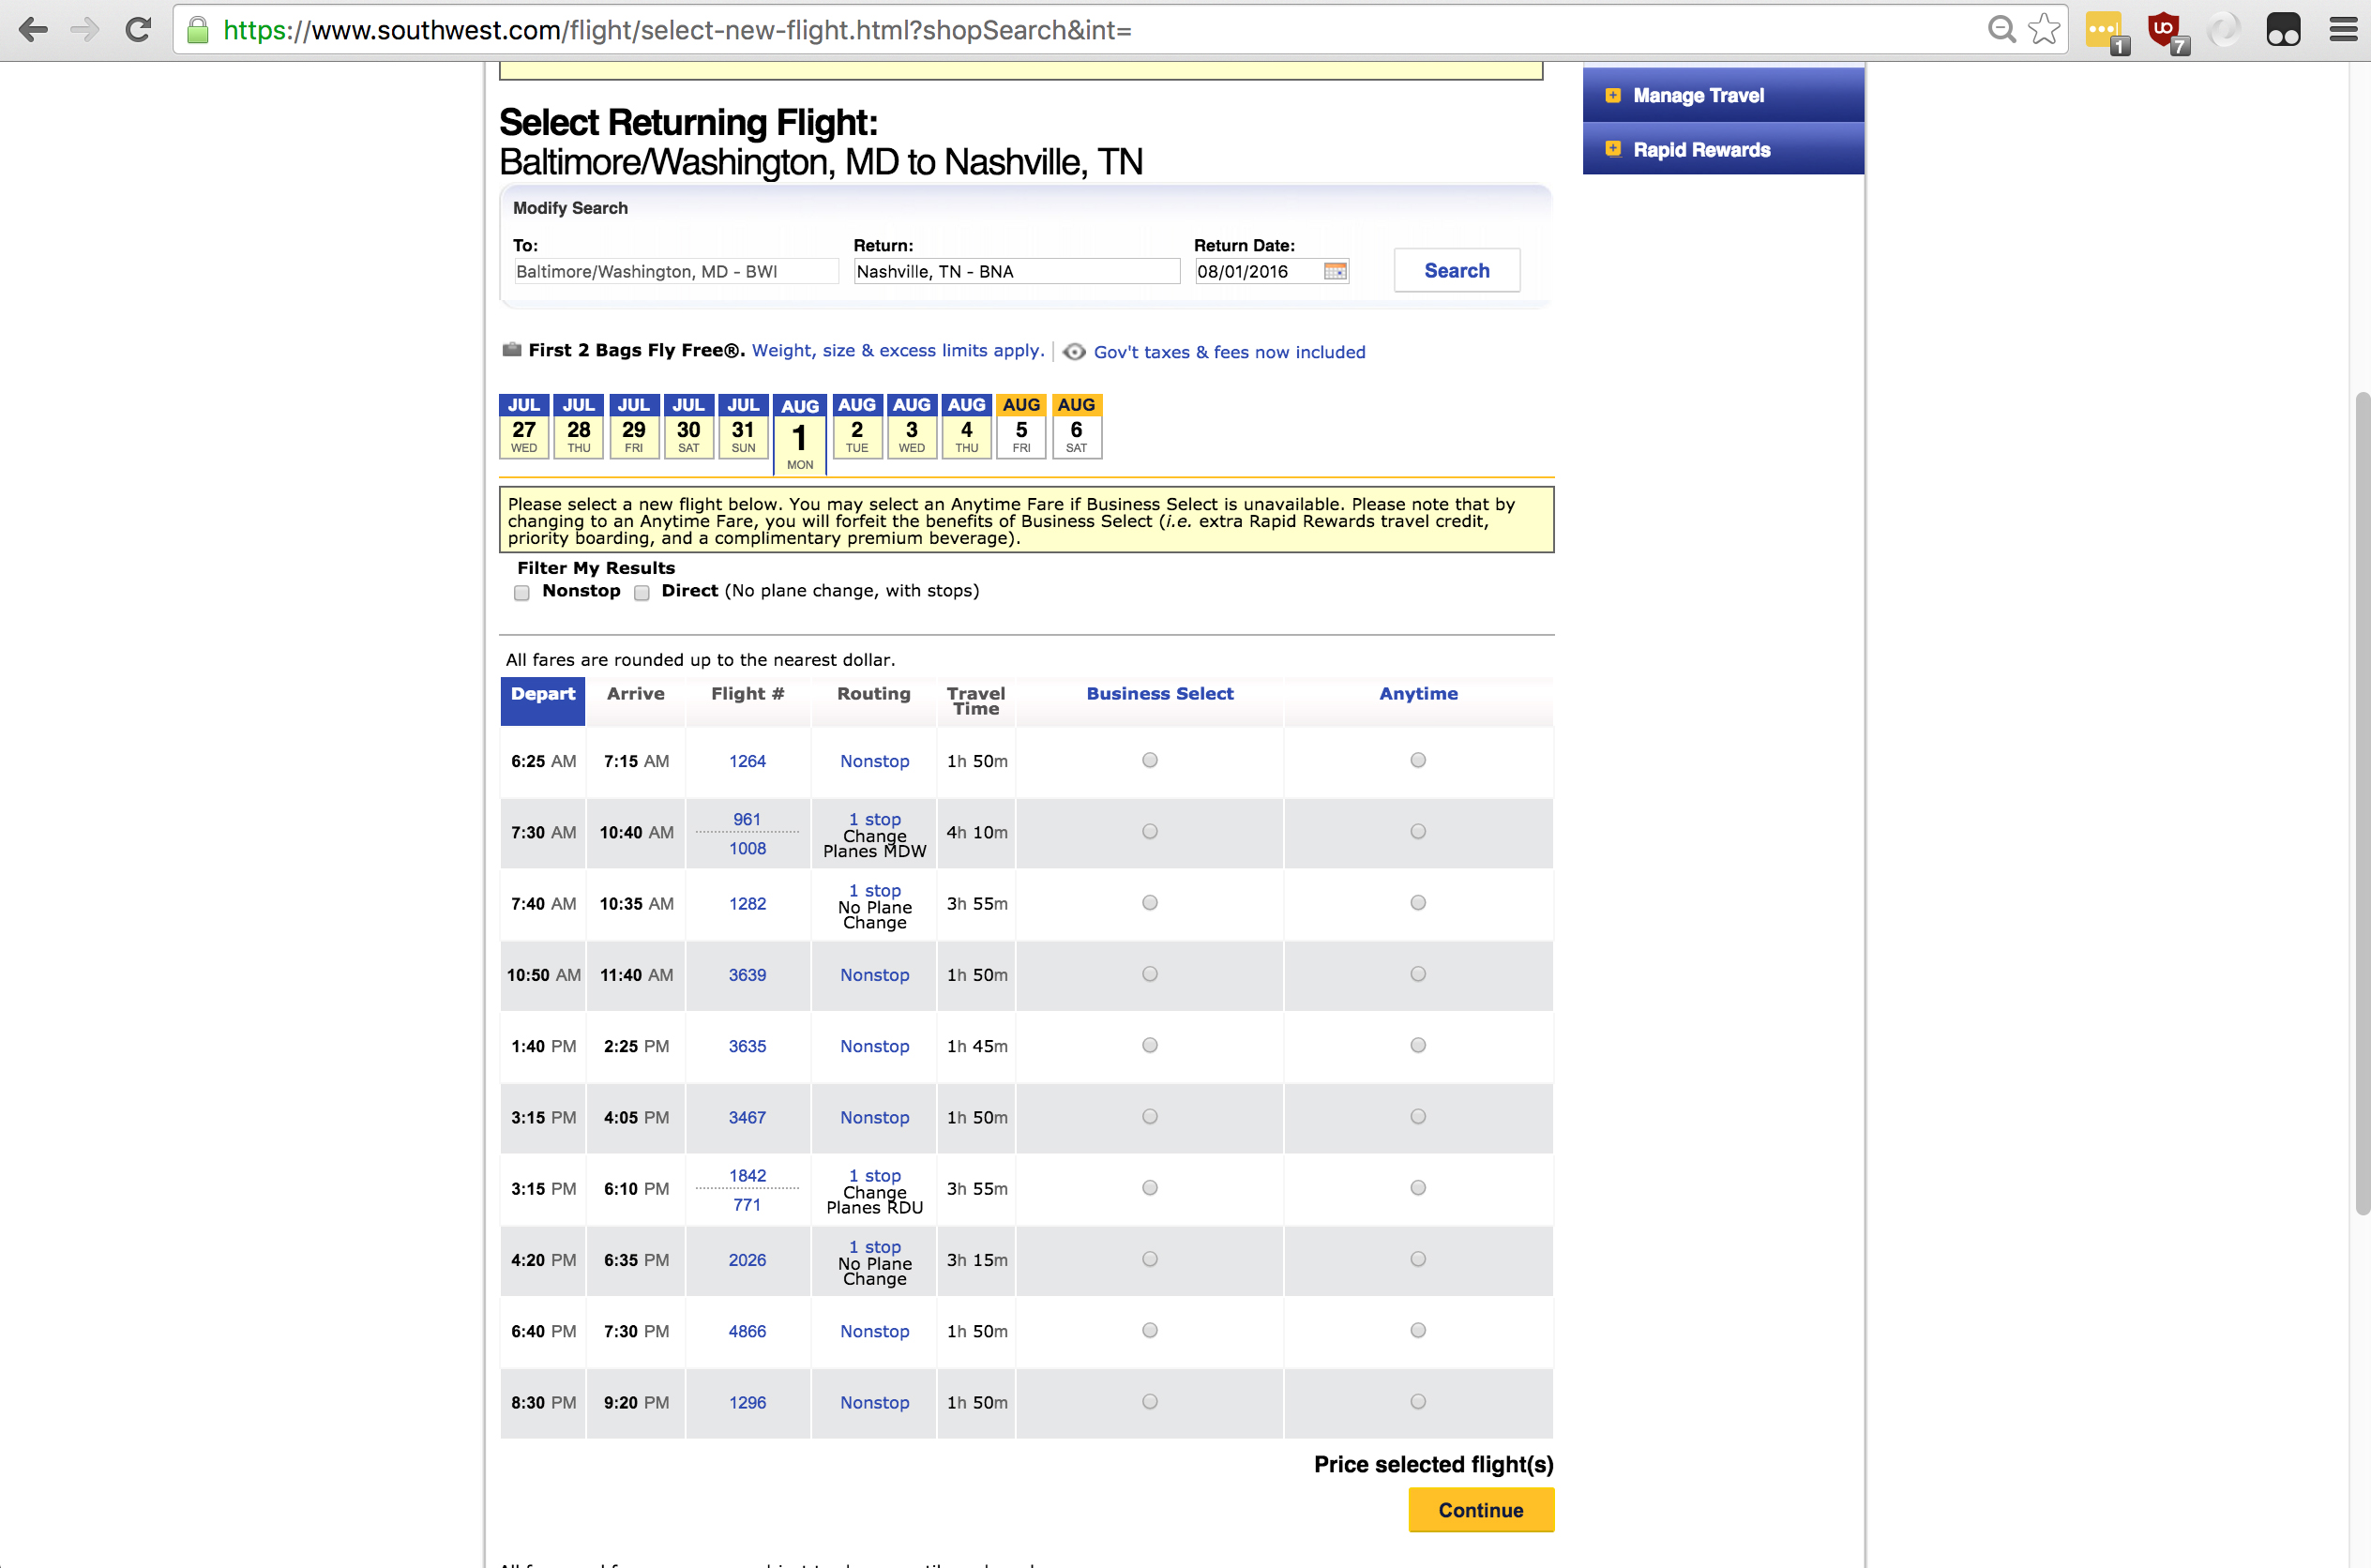 https://www.southwest.com/flight/select-new-flight.html?shopSearch&int=
1
7
Manage Travel
Rapid Rewards
Select Returning Flight:
Baltimore/Washington, MD to Nashville, TN
Modify Search
To: Return: Return Date:
Baltimore/Washington, MD - BWI Nashville, TN - BNA 08/01/2016 Search
First 2 Bags Fly Free®. Weight, size & excess limits apply. Gov't taxes & fees now included
JUL JUL JUL JUL JUL AUG AUG AUG AUG AUG AUG
27 28 29 30 31 1 2 3 4 5 6
WED THU FRI SAT SUN MON TUE WED THU FRI SAT
Please select a new flight below. You may select an Anytime Fare if Business Select is unavailable. Please note that by
changing to an Anytime Fare, you will forfeit the benefits of Business Select (i.e. extra Rapid Rewards travel credit,
priority boarding, and a complimentary premium beverage).
Filter My Results
Nonstop Direct (No plane change, with stops)
All fares are rounded up to the nearest dollar.
Depart Arrive Flight # Routing Travel Time Business Select Anytime
6:25 AM 7:15 AM 1264 Nonstop 1h 50m
7:30 AM 10:40 AM 961 1008 1 stop Change Planes MDW 4h 10m
7:40 AM 10:35 AM 1282 1 stop No Plane Change 3h 55m
10:50 AM 11:40 AM 3639 Nonstop 1h 50m
1:40 PM 2:25 PM 3635 Nonstop 1h 45m
3:15 PM 4:05 PM 3467 Nonstop 1h 50m
3:15 PM 6:10 PM 1842 771 1 stop Change Planes RDU 3h 55m
4:20 PM 6:35 PM 2026 1 stop No Plane Change 3h 15m
6:40 PM 7:30 PM 4866 Nonstop 1h 50m
8:30 PM 9:20 PM 1296 Nonstop 1h 50m
Price selected flight(s)
Continue